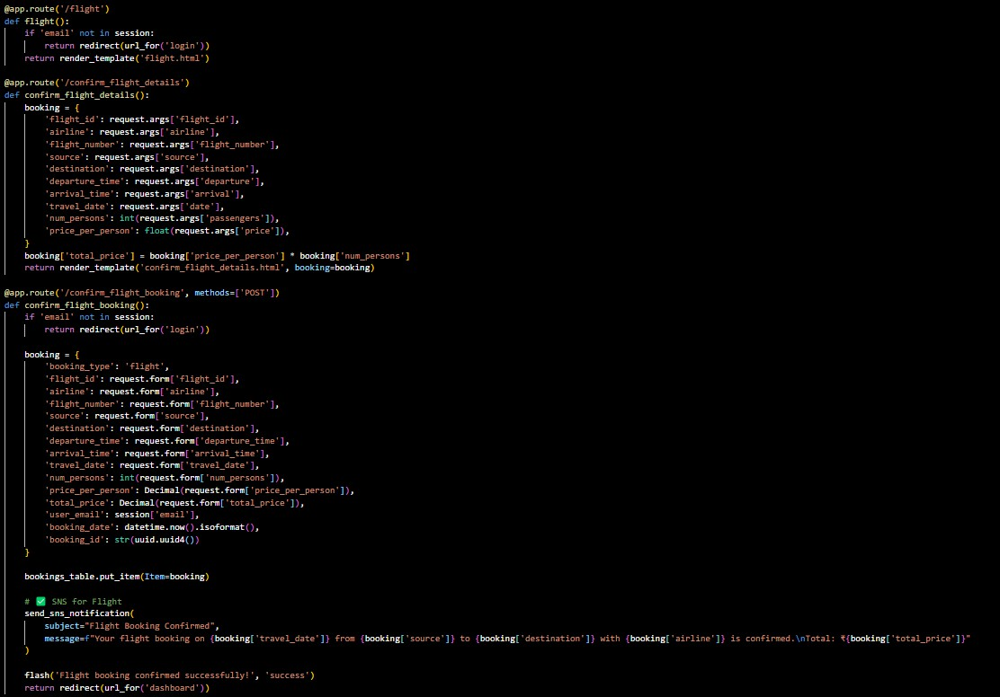 @app.route('/flight')
def flight():
    if 'email' not in session:
        return redirect(url_for('login'))
    return render_template('flight.html')

@app.route('/confirm_flight_details')
def confirm_flight_details():
    booking = {
        'flight_id': request.args['flight_id'],
        'airline': request.args['airline'],
        'flight_number': request.args['flight_number'],
        'source': request.args['source'],
        'destination': request.args['destination'],
        'departure_time': request.args['departure'],
        'arrival_time': request.args['arrival'],
        'travel_date': request.args['date'],
        'num_persons': int(request.args['passengers']),
        'price_per_person': float(request.args['price']),
    }
    booking['total_price'] = booking['price_per_person'] * booking['num_persons']
    return render_template('confirm_flight_details.html', booking=booking)

@app.route('/confirm_flight_booking', methods=['POST'])
def confirm_flight_booking():
    if 'email' not in session:
        return redirect(url_for('login'))

    booking = {
        'booking_type': 'flight',
        'flight_id': request.form['flight_id'],
        'airline': request.form['airline'],
        'flight_number': request.form['flight_number'],
        'source': request.form['source'],
        'destination': request.form['destination'],
        'departure_time': request.form['departure_time'],
        'arrival_time': request.form['arrival_time'],
        'travel_date': request.form['travel_date'],
        'num_persons': int(request.form['num_persons']),
        'price_per_person': Decimal(request.form['price_per_person']),
        'total_price': Decimal(request.form['total_price']),
        'user_email': session['email'],
        'booking_date': datetime.now().isoformat(),
        'booking_id': str(uuid.uuid4())
    }

    bookings_table.put_item(Item=booking)

    # ✅ SNS for Flight
    send_sns_notification(
        subject="Flight Booking Confirmed",
        message=f"Your flight booking on {booking['travel_date']} from {booking['source']} to {booking['destination']} with {booking['airline']} is confirmed.\nTotal: ₹{booking['total_price']}"
    )

    flash('Flight booking confirmed successfully!', 'success')
    return redirect(url_for('dashboard'))